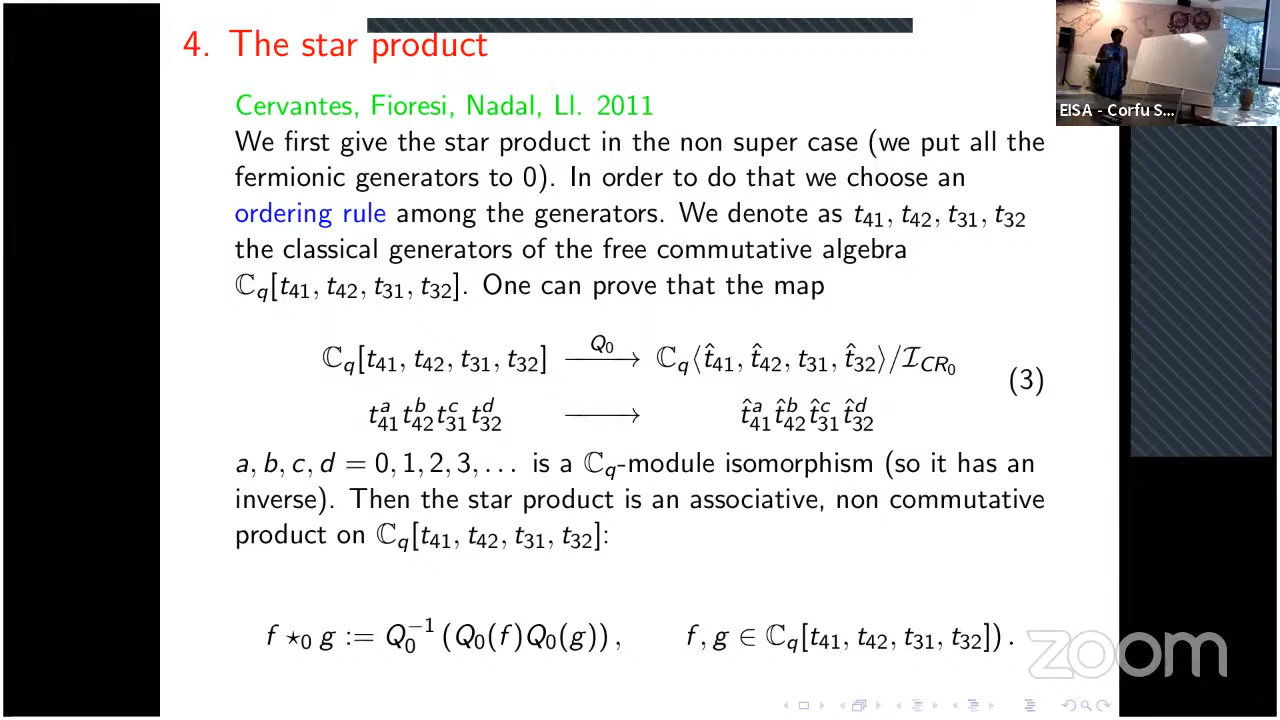 4. The star product
Cervantes, Fioresi, Nadal, Ll. 2011
We first give the star product in the non super case (we put all the
fermionic generators to 0). In order to do that we choose an
ordering rule among the generators. We denote as t₄₁, t₄₂, t₃₁, t₃₂
the classical generators of the free commutative algebra
ℂ_q[t₄₁, t₄₂, t₃₁, t₃₂]. One can prove that the map
ℂ_q[t₄₁, t₄₂, t₃₁, t₃₂] —Q₀→ ℂ_q⟨t̂₄₁, t̂₄₂, t₃₁, t̂₃₂⟩/𝓘_{CR₀}
(3)
t₄₁^a t₄₂^b t₃₁^c t₃₂^d ⟶ t̂₄₁^a t̂₄₂^b t̂₃₁^c t̂₃₂^d
a, b, c, d = 0, 1, 2, 3, … is a ℂ_q-module isomorphism (so it has an
inverse). Then the star product is an associative, non commutative
product on ℂ_q[t₄₁, t₄₂, t₃₁, t₃₂]:
f ⋆₀ g := Q₀⁻¹ (Q₀(f)Q₀(g)), f, g ∈ ℂ_q[t₄₁, t₄₂, t₃₁, t₃₂]).
EISA - Corfu S...
zoom